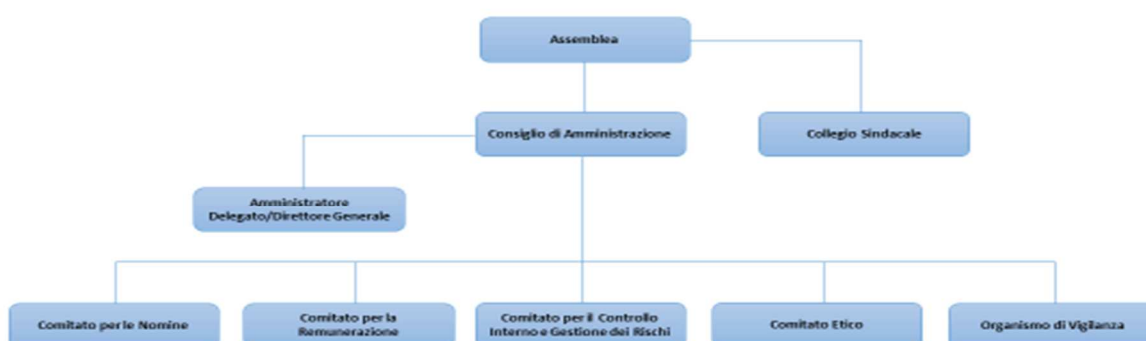 Assemblea
Consiglio di Amministrazione
Collegio Sindacale
Amministratore
Delegato/Direttore Generale
Comitato per le Nomine
Comitato per la
Remunerazione
Comitato per il Controllo
Interno e Gestione dei Rischi
Comitato Etico
Organismo di Vigilanza